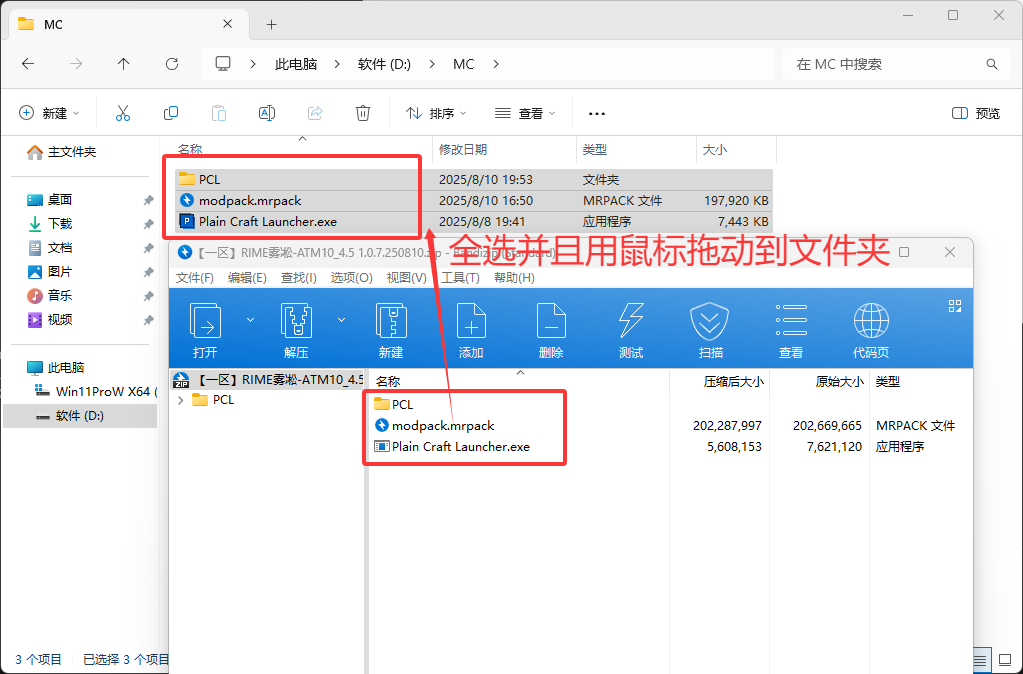 MC
此电脑 软件 (D:) MC
在 MC 中搜索
新建
排序
查看
预览
主文件夹
桌面
下载
文档
图片
音乐
视频
此电脑
Win11ProW X64 (
软件 (D:)
名称 修改日期 类型 大小
PCL 2025/8/10 19:53 文件夹
modpack.mrpack 2025/8/10 16:50 MRPACK 文件 197,920 KB
Plain Craft Launcher.exe 2025/8/8 19:41 应用程序 7,443 KB
全选并且用鼠标拖动到文件夹
【一区】RIME雾凇-ATM10_4.5 1.0.7.250810.zip - Bandizip (Standard)
文件(F) 编辑(E) 查找(I) 选项(O) 视图(V) 工具(T) 帮助(H)
打开 解压 新建 添加 删除 测试 扫描 查看 代码页
ZIP
【一区】RIME雾凇-ATM10_4.5
PCL
名称 压缩后大小 原始大小 类型
PCL
modpack.mrpack 202,287,997 202,669,665 MRPACK 文件
Plain Craft Launcher.exe 5,608,153 7,621,120 应用程序
3 个项目 已选择 3 个项目